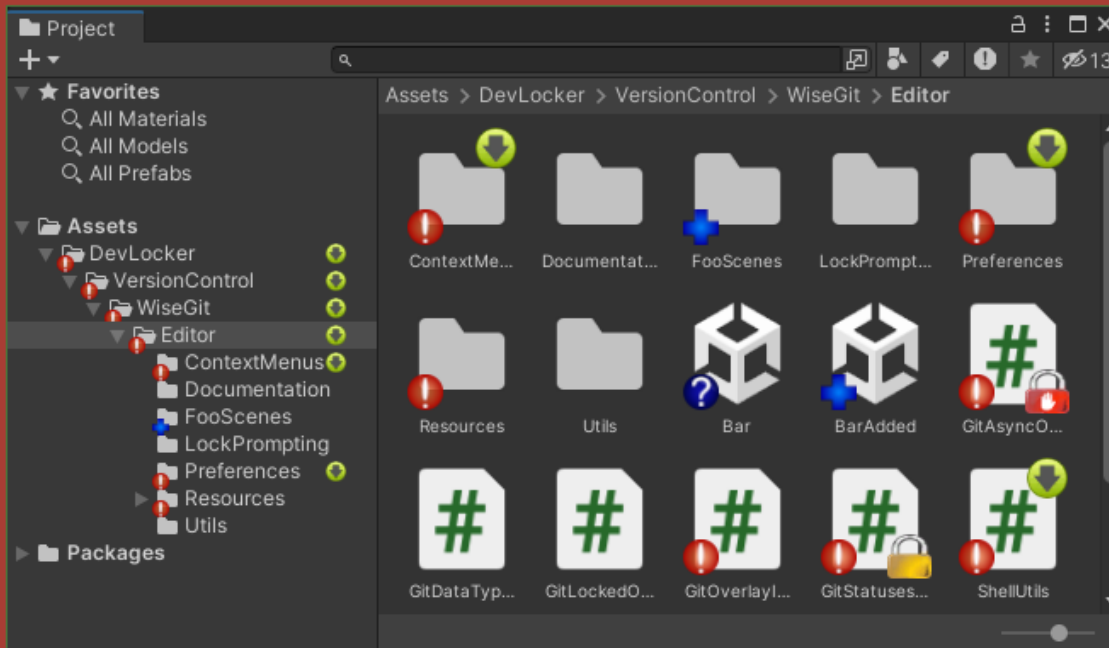 Project
13
Favorites
All Materials
All Models
All Prefabs
Assets
DevLocker
VersionControl
WiseGit
Editor
ContextMenus
Documentation
FooScenes
LockPrompting
Preferences
Resources
Utils
Packages
Assets > DevLocker > VersionControl > WiseGit > Editor
ContextMe... Documentat... FooScenes LockPrompt... Preferences
Resources Utils Bar BarAdded GitAsyncO...
GitDataTyp... GitLockedO... GitOverlayI... GitStatuses... ShellUtils